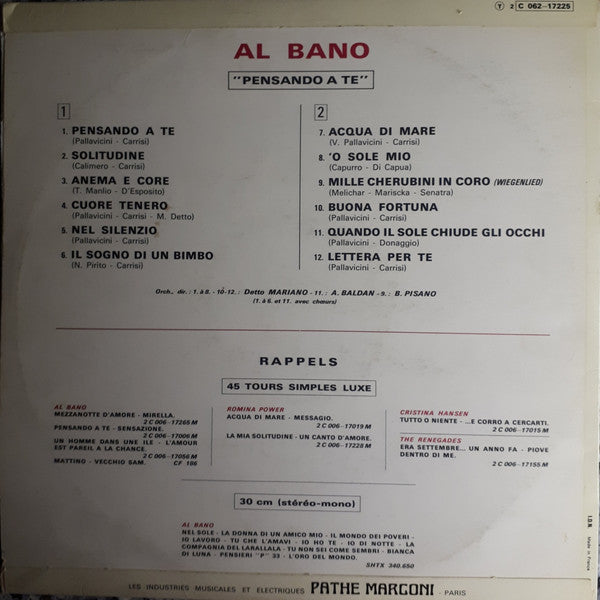 Ⓣ 2 C 062-17225
AL BANO
"PENSANDO A TE"
1
1. PENSANDO A TE
(Pallavicini - Carrisi)
2. SOLITUDINE
(Calimero - Carrisi)
3. ANEMA E CORE
(T. Manlio - D'Esposito)
4. CUORE TENERO
(Pallavicini - Carrisi - M. Detto)
5. NEL SILENZIO
(Pallavicini - Carrisi)
6. IL SOGNO DI UN BIMBO
(N. Pirito - Carrisi)
2
7. ACQUA DI MARE
(V. Pallavicini - Carrisi)
8. 'O SOLE MIO
(Capurro - Di Capua)
9. MILLE CHERUBINI IN CORO (WIEGENLIED)
(Melichar - Mariscka - Senatra)
10. BUONA FORTUNA
(Pallavicini - Carrisi)
11. QUANDO IL SOLE CHIUDE GLI OCCHI
(Pallavicini - Donaggio)
12. LETTERA PER TE
(Pallavicini - Carrisi)
Orch. dir. : 1. à 8. - 10-12. : Detto MARIANO - 11. : A. BALDAN - 9. : B. PISANO
(1. à 6. et 11. avec chœurs)
RAPPELS
45 TOURS SIMPLES LUXE
AL BANO
MEZZANOTTE D'AMORE - MIRELLA.
2 C 006-17265 M
PENSANDO A TE - SENSAZIONE.
2 C 006-17006 M
UN HOMME DANS UNE ILE - L'AMOUR
EST PAREIL A LA CHANCE.
2 C 006-17056 M
MATTINO - VECCHIO SAM. CF 186
ROMINA POWER
ACQUA DI MARE - MESSAGIO.
2 C 006-17019 M
LA MIA SOLITUDINE - UN CANTO D'AMORE.
2 C 006-17228 M
CRISTINA HANSEN
TUTTO O NIENTE - ...E CORRO A CERCARTI.
2 C 006-17015 M
THE RENEGADES
ERA SETTEMBRE... UN ANNO FA - PIOVE
DENTRO DI ME.
2 C 006-17155 M
30 cm (stéréo-mono)
AL BANO
NEL SOLE - LA DONNA DI UN AMICO MIO - IL MONDO DEI POVERI -
IO LAVORO - TU CHE L'AMAVI - IO HO TE - IO DI NOTTE - LA
COMPAGNIA DEL LARALLALA - TU NON SEI COME SEMBRI - BIANCA
DI LUNA - PENSIERI "P" 33 - L'ORO DEL MONDO.
SHTX 340.650
I.D.N. Made in France
LES INDUSTRIES MUSICALES ET ELECTRIQUES PATHE MARCONI - PARIS